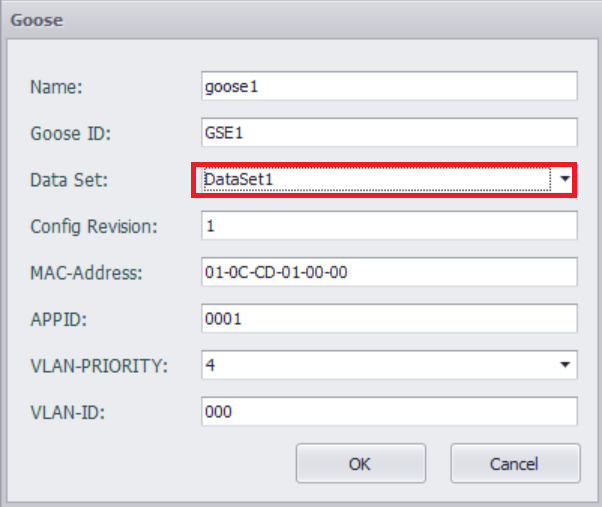 Goose
Name: goose1
Goose ID: GSE1
Data Set: DataSet1
Config Revision: 1
MAC-Address: 01-0C-CD-01-00-00
APPID: 0001
VLAN-PRIORITY: 4
VLAN-ID: 000
OK Cancel